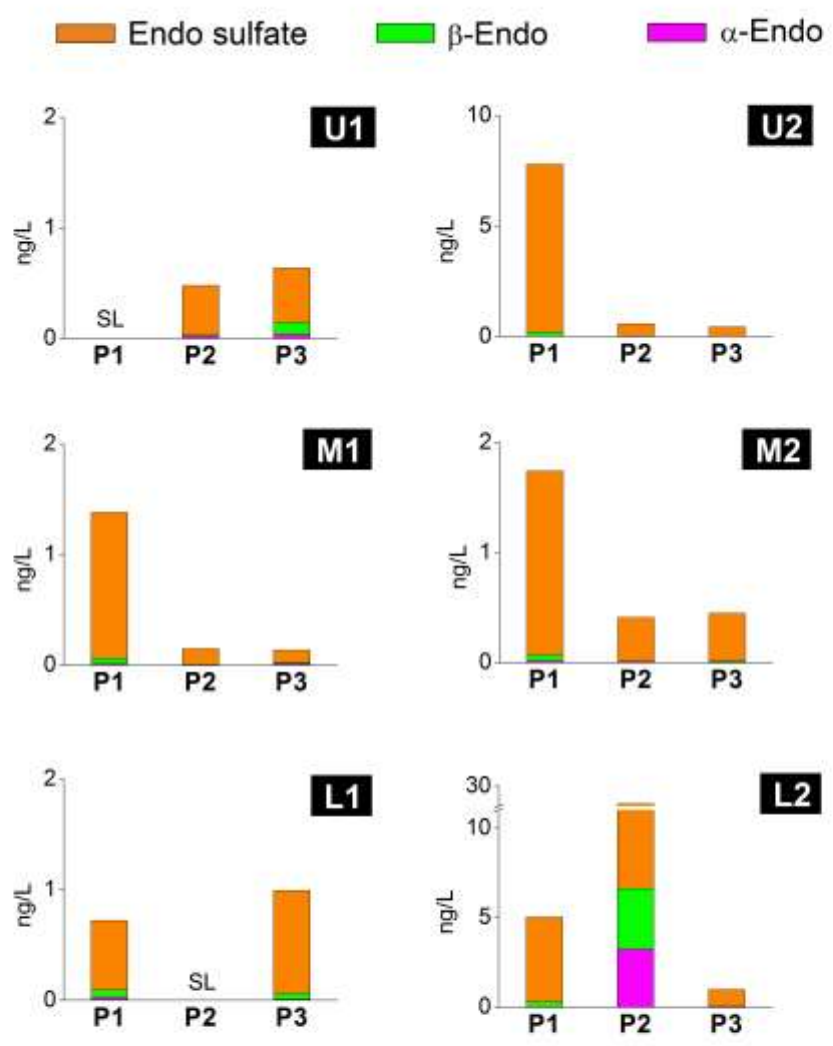 Endo sulfate β-Endo α-Endo
U1
2
1
0
ng/L
SL
P1 P2 P3
U2
10
5
0
ng/L
P1 P2 P3
M1
2
1
0
ng/L
P1 P2 P3
M2
2
1
0
ng/L
P1 P2 P3
L1
2
1
0
ng/L
SL
P1 P2 P3
L2
30
10
5
0
ng/L
P1 P2 P3